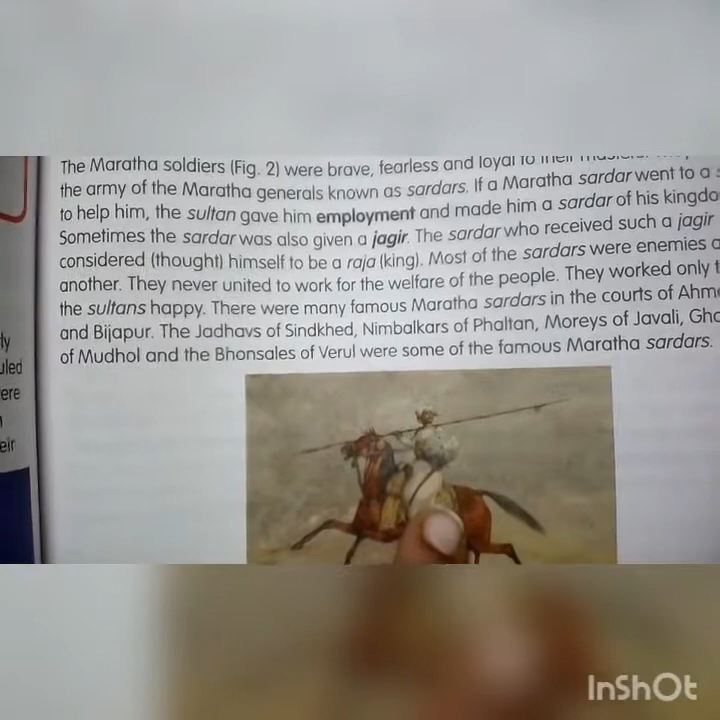 The Maratha soldiers (Fig. 2) were brave, fearless and loyal to their
the army of the Maratha generals known as sardars. If a Maratha sardar went to a
to help him, the sultan gave him employment and made him a sardar of his kingdo
Sometimes the sardar was also given a jagir. The sardar who received such a jagir
considered (thought) himself to be a raja (king). Most of the sardars were enemies
another. They never united to work for the welfare of the people. They worked only
the sultans happy. There were many famous Maratha sardars in the courts of Ahme
and Bijapur. The Jadhavs of Sindkhed, Nimbalkars of Phaltan, Moreys of Javali, Gho
of Mudhol and the Bhonsales of Verul were some of the famous Maratha sardars.
ly
uled
ere
eir
InShOt